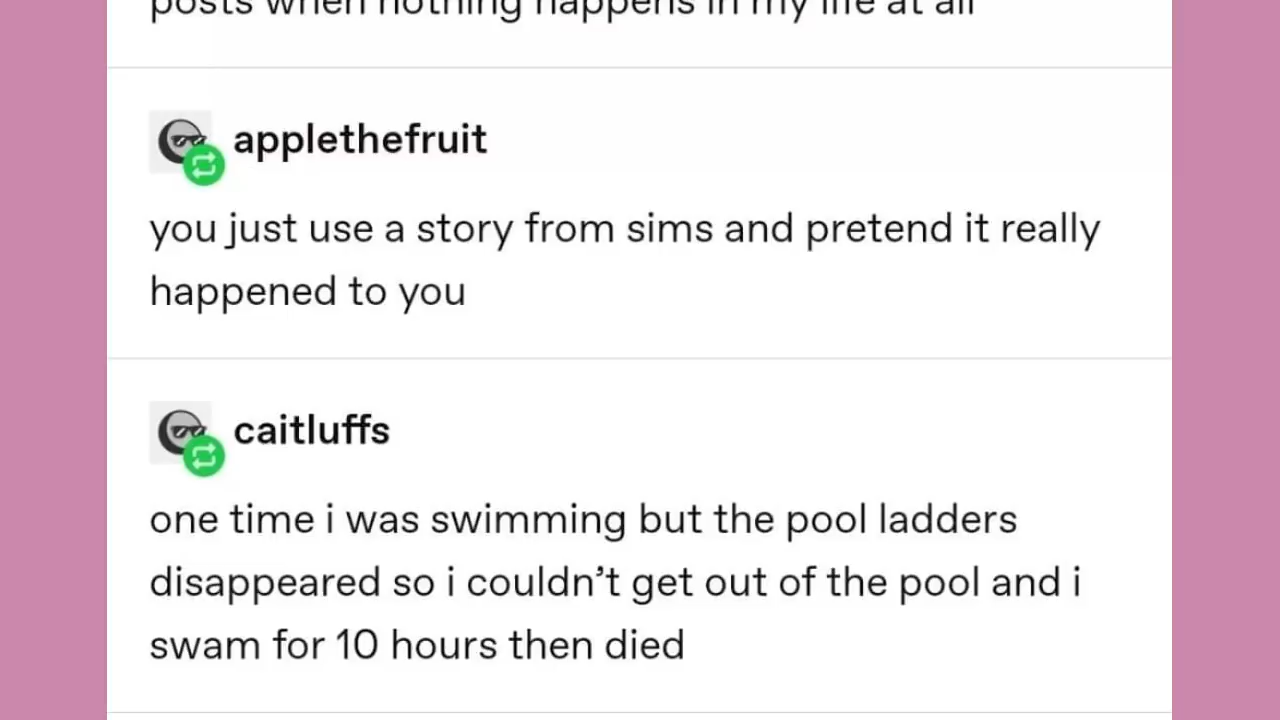 posts when nothing happens in my life at all
applethefruit
you just use a story from sims and pretend it really
happened to you
caitluffs
one time i was swimming but the pool ladders
disappeared so i couldn’t get out of the pool and i
swam for 10 hours then died